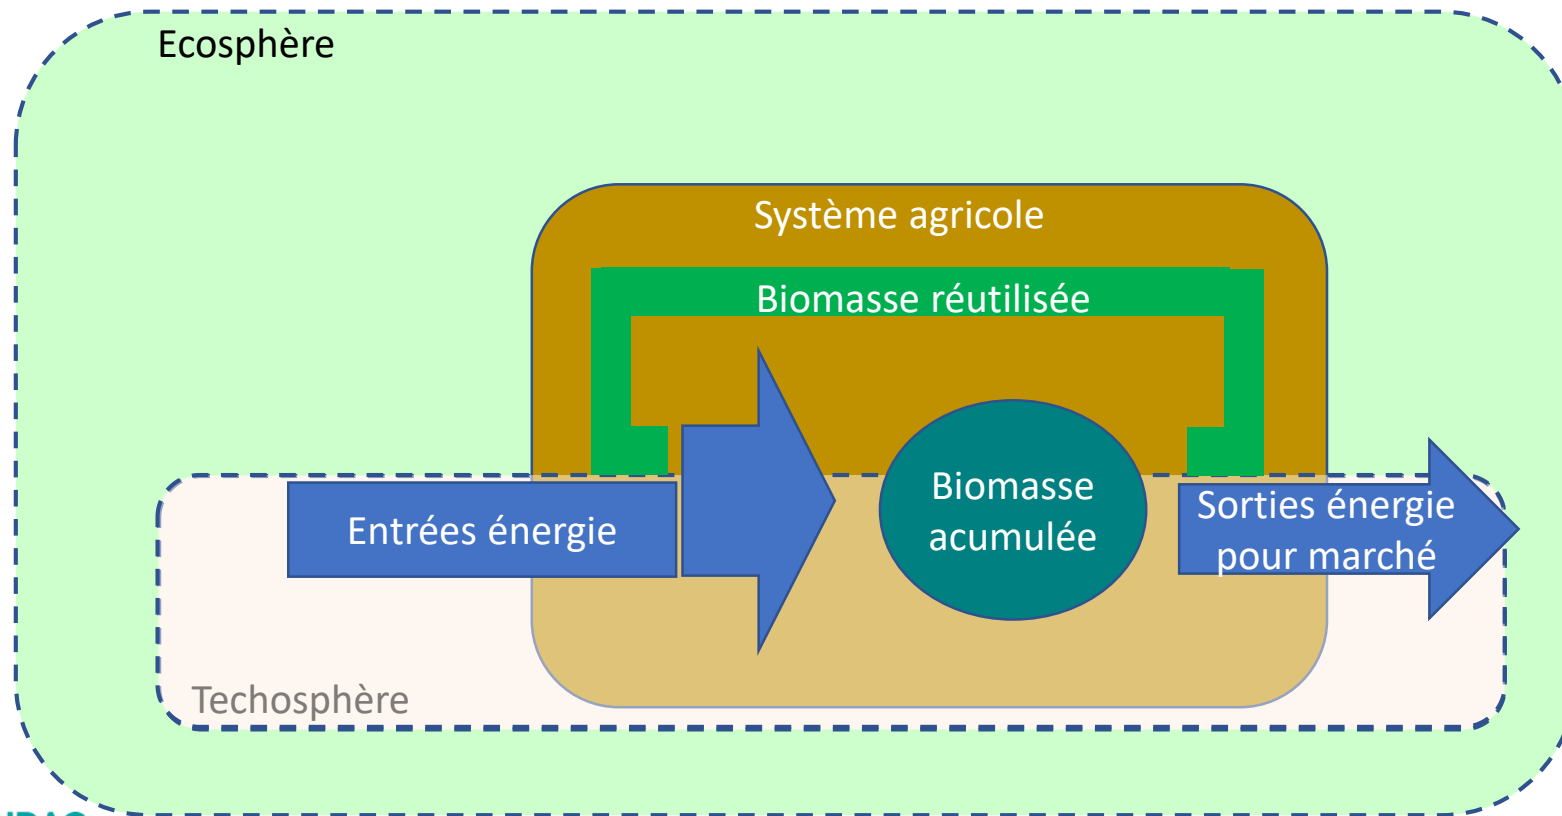 Ecosphère
Système agricole
Biomasse réutilisée
Biomasse
acumulée
Entrées énergie
Sorties énergie
pour marché
Techosphère